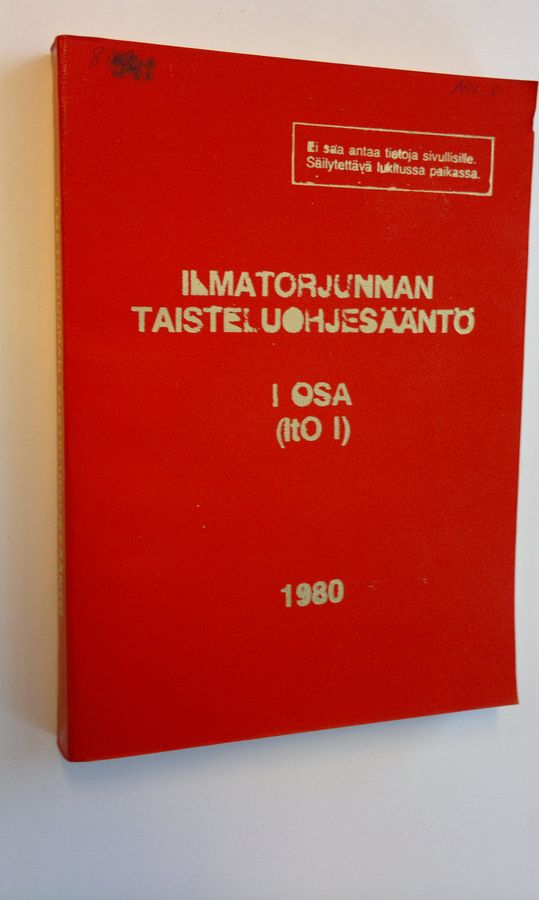 Ei saa antaa tietoja sivullisille.
Säilytettävä lukitussa paikassa.
ILMATORJUNNAN
TAISTELUOHJESÄÄNTÖ
I OSA
(ItO I)
1980